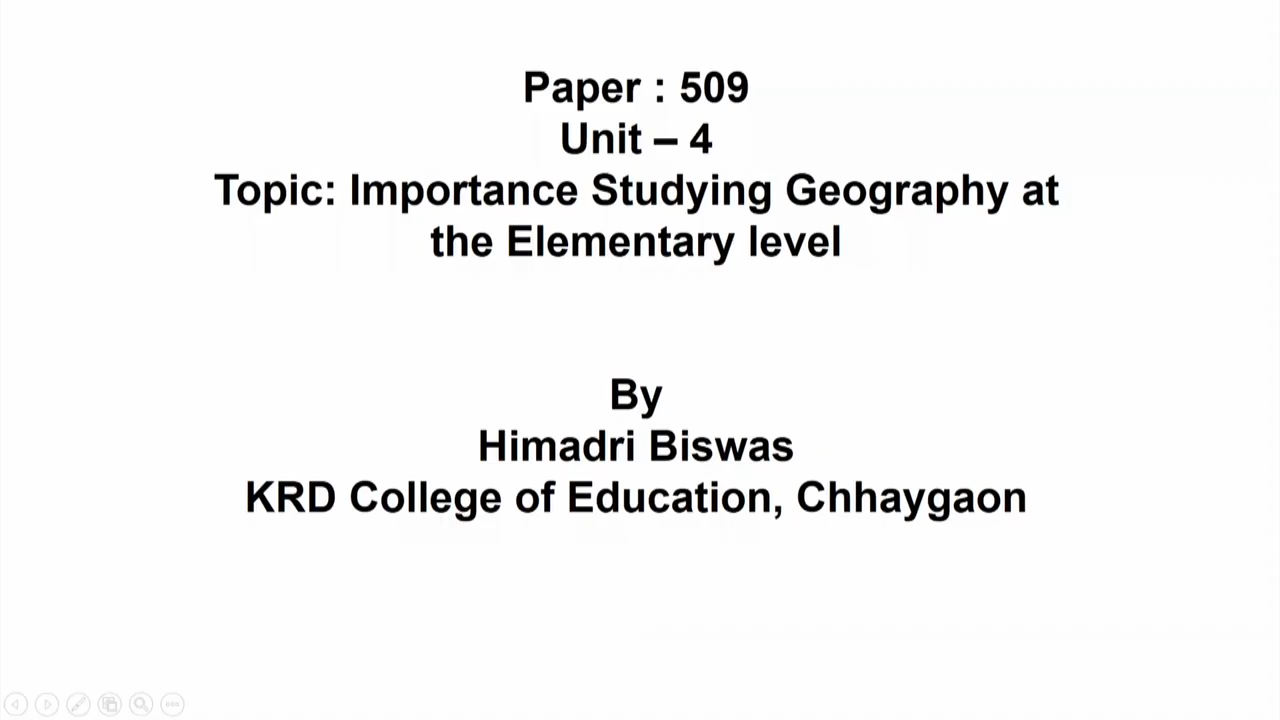 Paper : 509
Unit – 4
Topic: Importance Studying Geography at
the Elementary level
By
Himadri Biswas
KRD College of Education, Chhaygaon